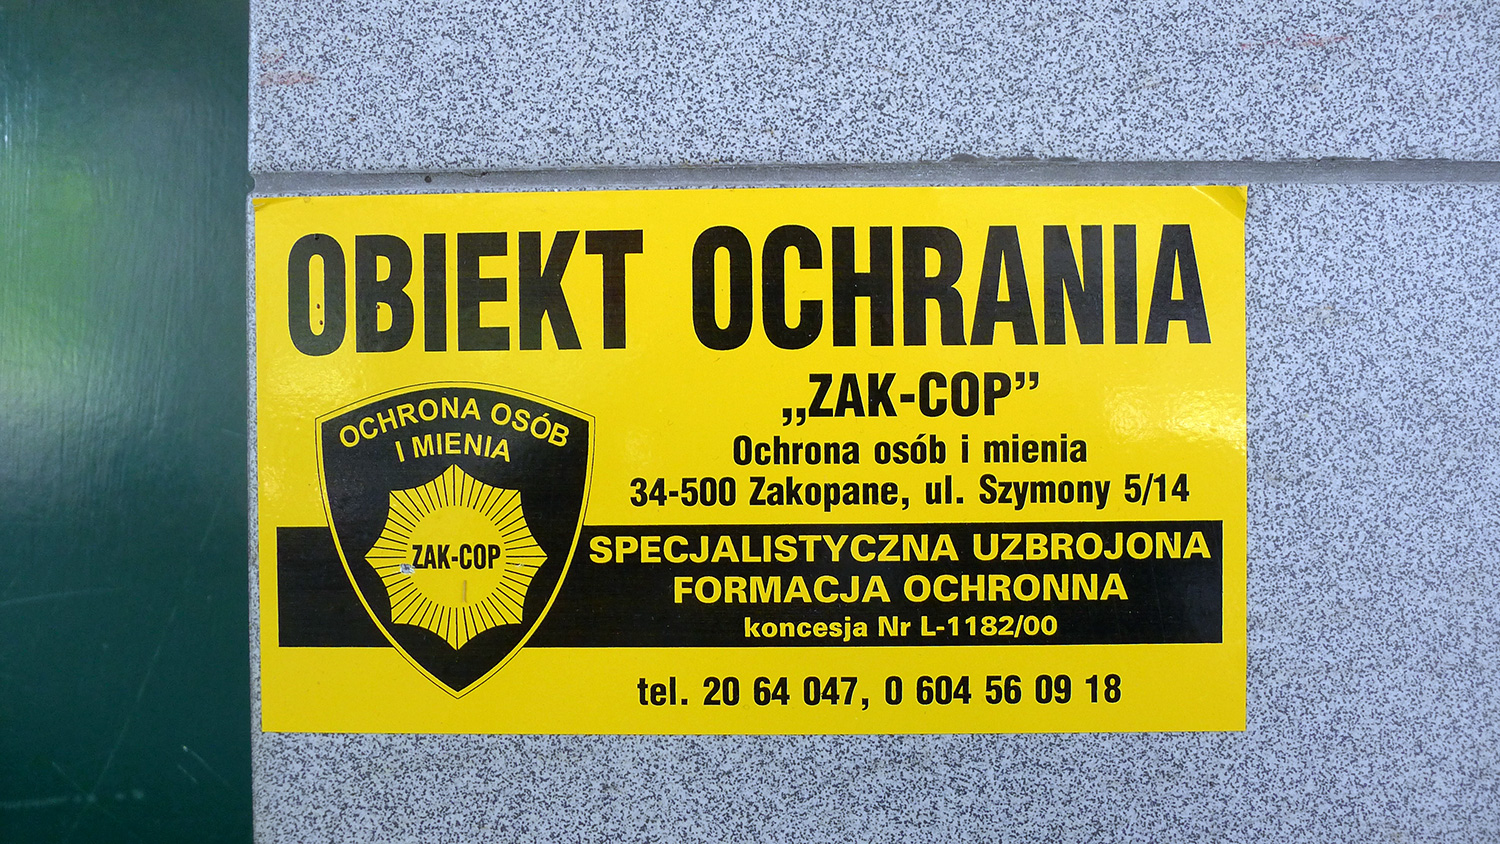 OBIEKT OCHRANIA
„ZAK-COP”
Ochrona osób i mienia
34-500 Zakopane, ul. Szymony 5/14
OCHRONA OSÓB
I MIENIA
ZAK-COP
SPECJALISTYCZNA UZBROJONA
FORMACJA OCHRONNA
koncesja Nr L-1182/00
tel. 20 64 047, 0 604 56 09 18